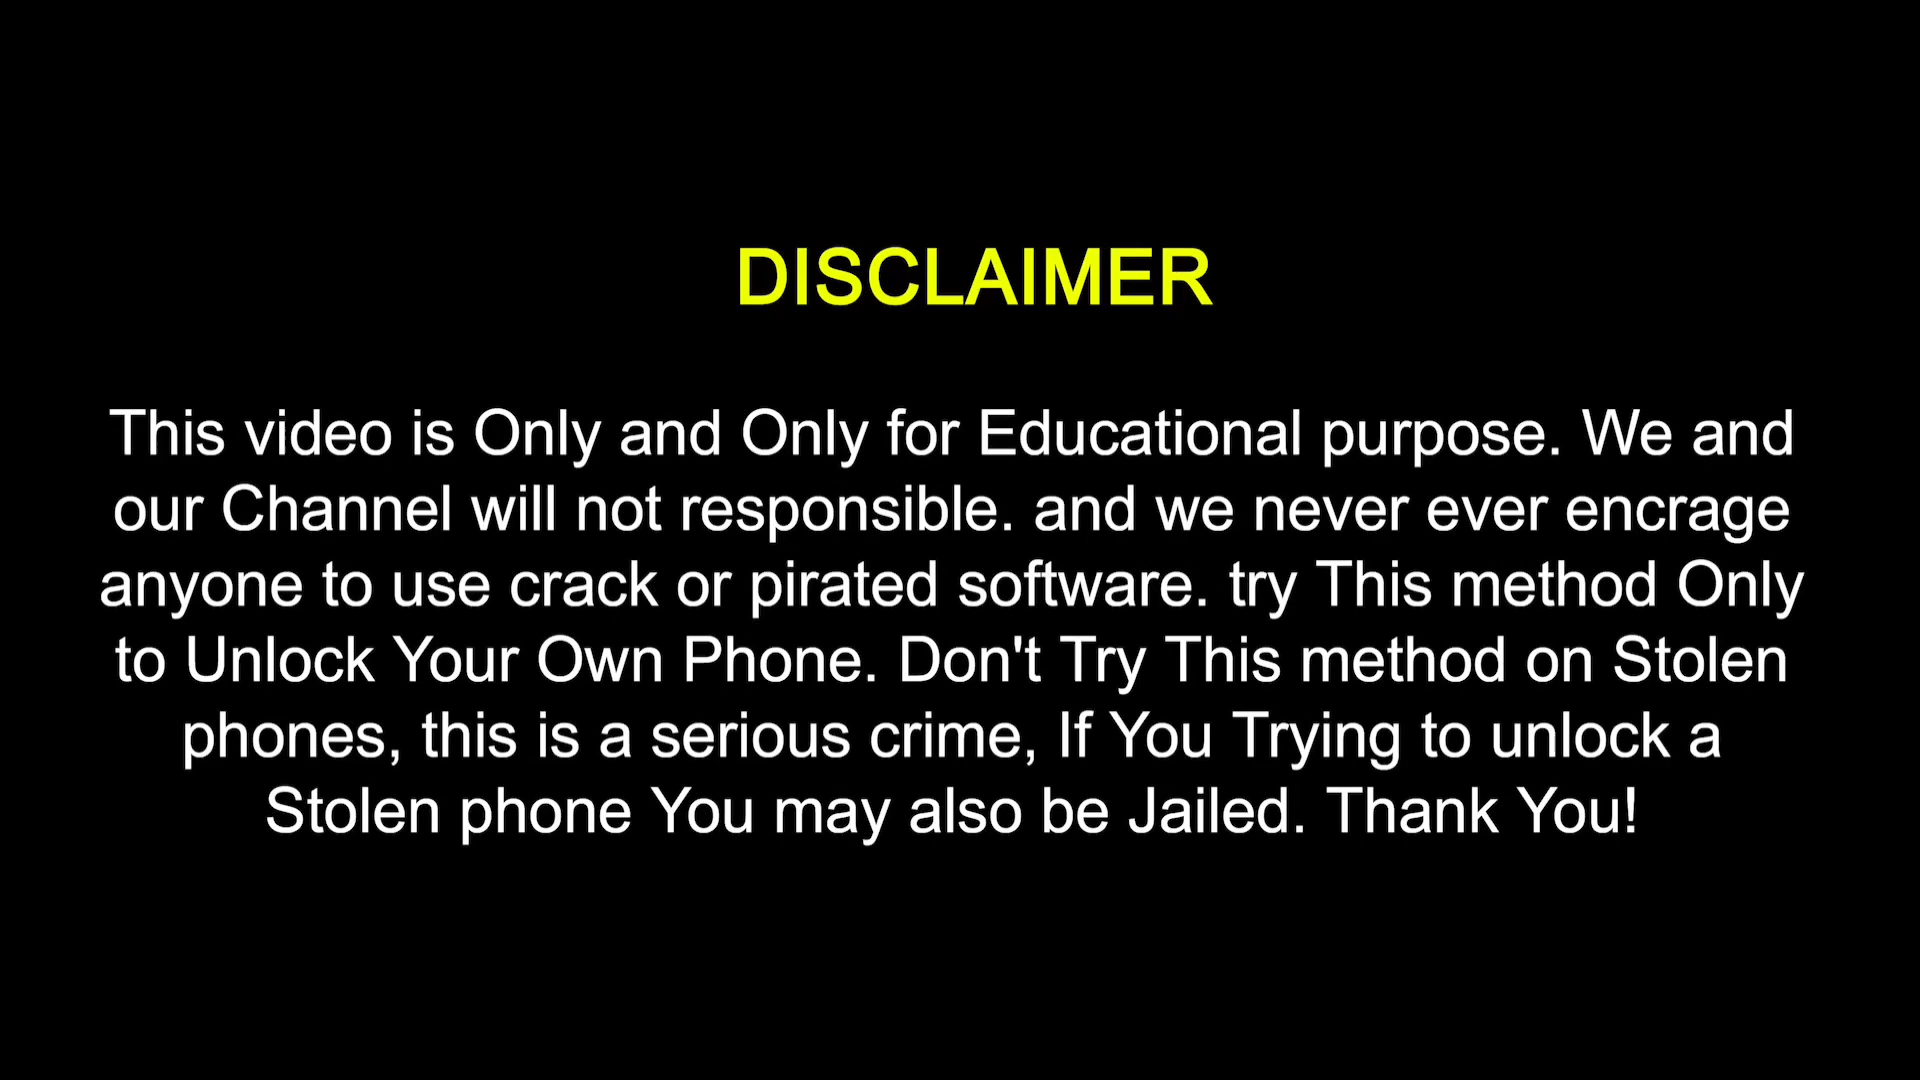 DISCLAIMER
This video is Only and Only for Educational purpose. We and
our Channel will not responsible. and we never ever encrage
anyone to use crack or pirated software. try This method Only
to Unlock Your Own Phone. Don't Try This method on Stolen
phones, this is a serious crime, If You Trying to unlock a
Stolen phone You may also be Jailed. Thank You!